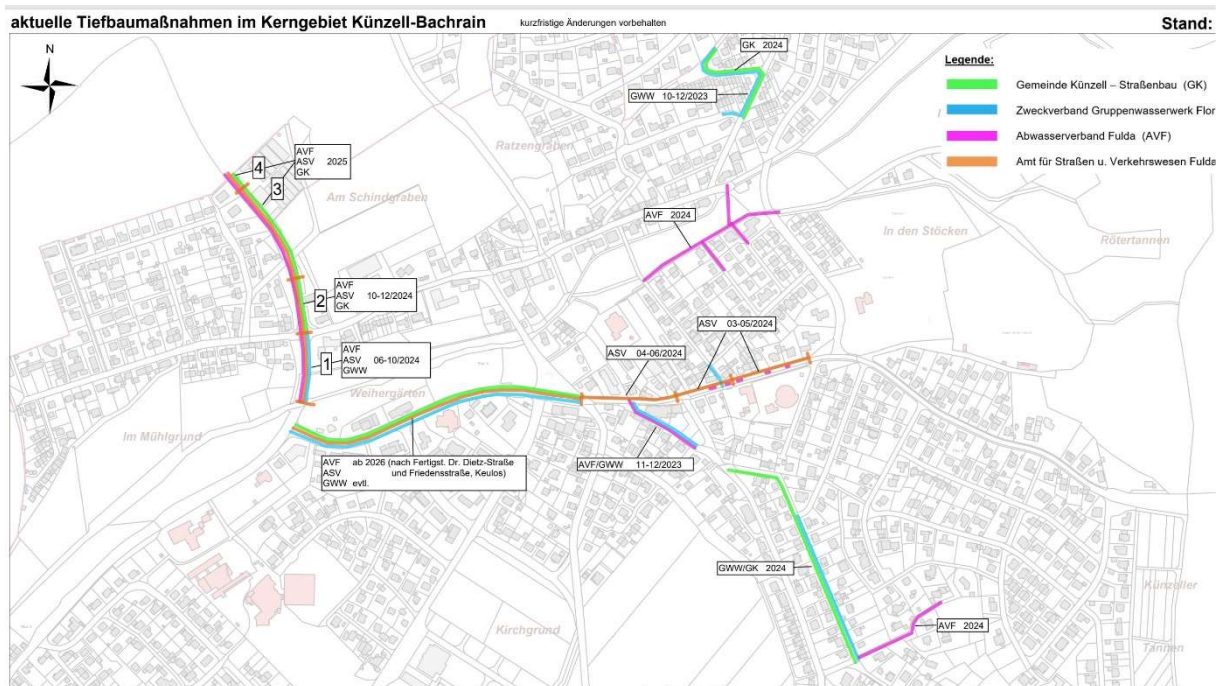 aktuelle Tiefbaumaßnahmen im Kerngebiet Künzell-Bachrain
kurzfristige Änderungen vorbehalten
Stand:
N
Legende:
Gemeinde Künzell – Straßenbau (GK)
Zweckverband Gruppenwasserwerk Flor
Abwasserverband Fulda (AVF)
Amt für Straßen u. Verkehrswesen Fulda
GK 2024
GWW 10-12/2023
Ratzengraben
4
3
AVF
ASV 2025
GK
Am Schindgraben
AVF 2024
In den Stöcken
Rötertannen
2
AVF
ASV 10-12/2024
GK
1
AVF
ASV 06-10/2024
GWW
ASV 03-05/2024
ASV 04-06/2024
Weihergärten
Im Mühlgrund
AVF ab 2026 (nach Fertigst. Dr. Dietz-Straße
ASV und Friedensstraße, Keulos)
GWW evtl.
AVF/GWW 11-12/2023
GWW/GK 2024
Künzeller
Kirchgrund
AVF 2024
Tannen